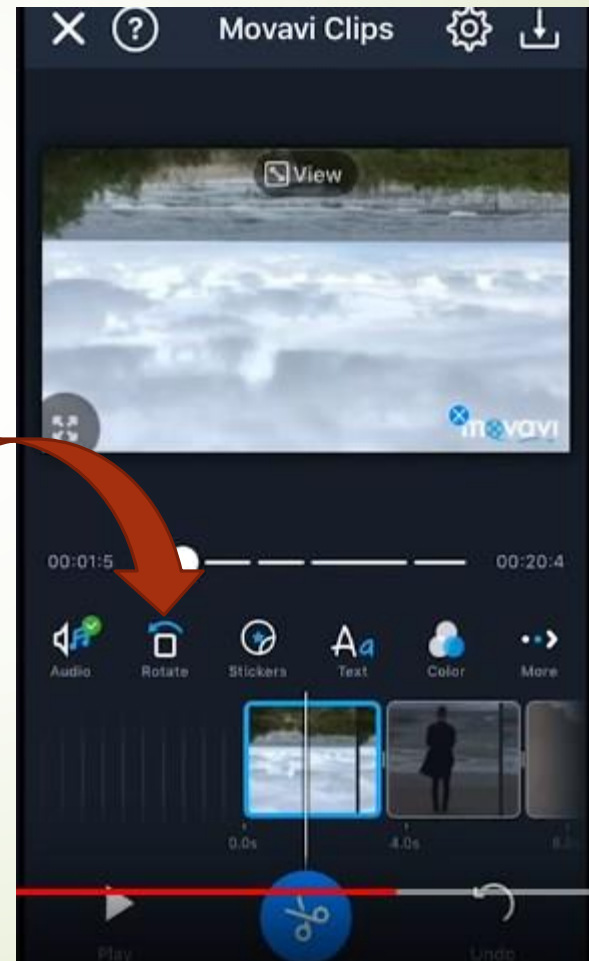 Movavi Clips
View
movavi
00:01:5 00:20:4
Audio Rotate Stickers Text Color More
0.0s 4.0s
Play Undo